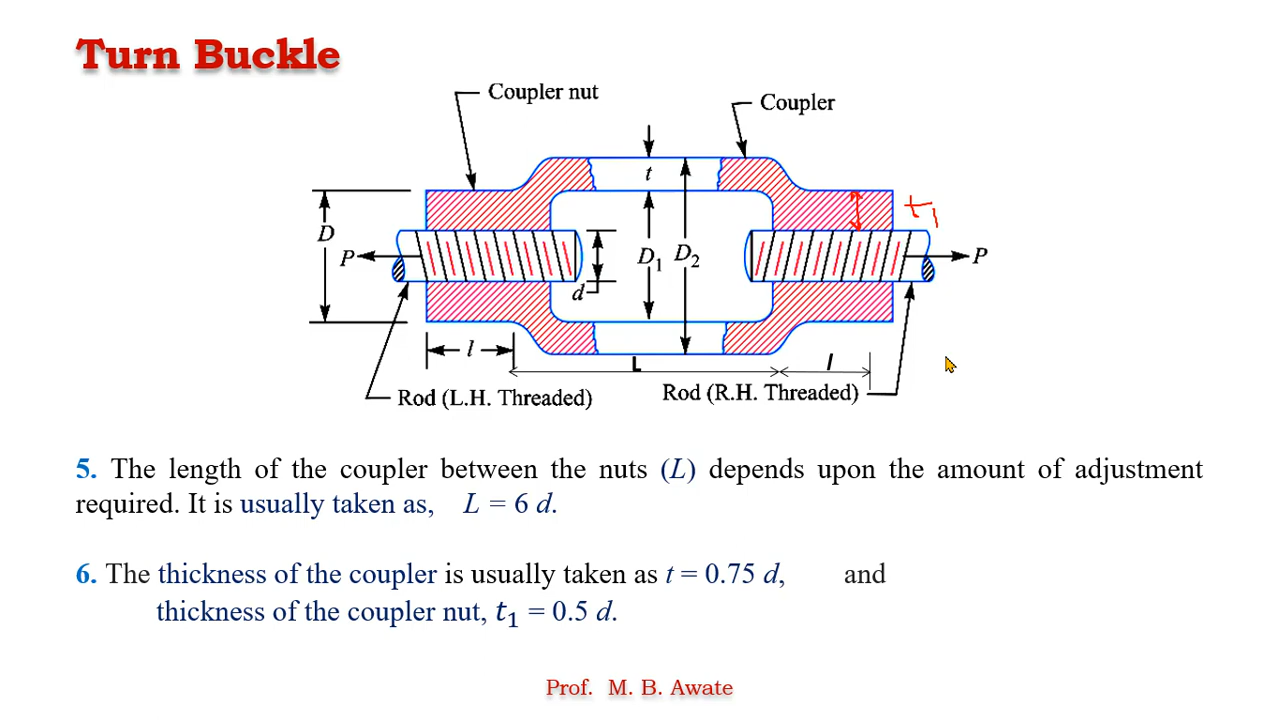 Turn Buckle
Coupler nut
Coupler
t
D
P
d
D1
D2
t1
P
l
L
l
Rod (L.H. Threaded)
Rod (R.H. Threaded)
5. The length of the coupler between the nuts (L) depends upon the amount of adjustment
required. It is usually taken as, L = 6 d.
6. The thickness of the coupler is usually taken as t = 0.75 d, and
thickness of the coupler nut, t₁ = 0.5 d.
Prof. M. B. Awate